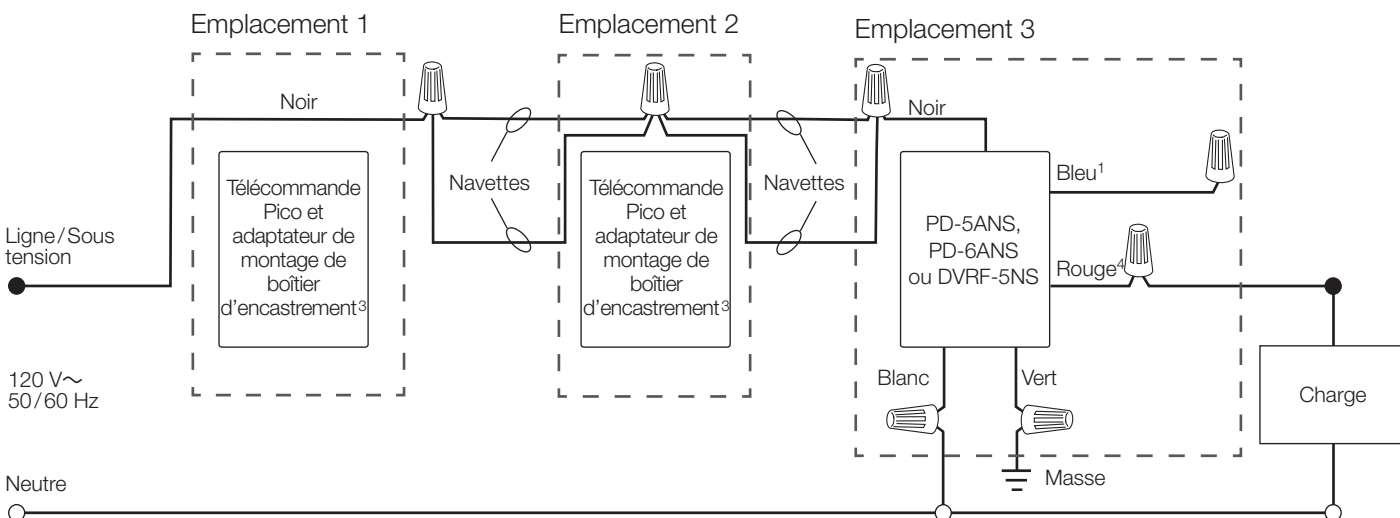 Emplacement 1
Emplacement 2
Emplacement 3
Noir
Noir
Navettes
Navettes
Télécommande
Pico et
adaptateur de
montage de
boîtier
d'encastrement³
Télécommande
Pico et
adaptateur de
montage de
boîtier
d'encastrement³
PD-5ANS,
PD-6ANS
ou DVRF-5NS
Bleu¹
Rouge⁴
Ligne/Sous
tension
120 V~
50/60 Hz
Blanc
Vert
Charge
Masse
Neutre